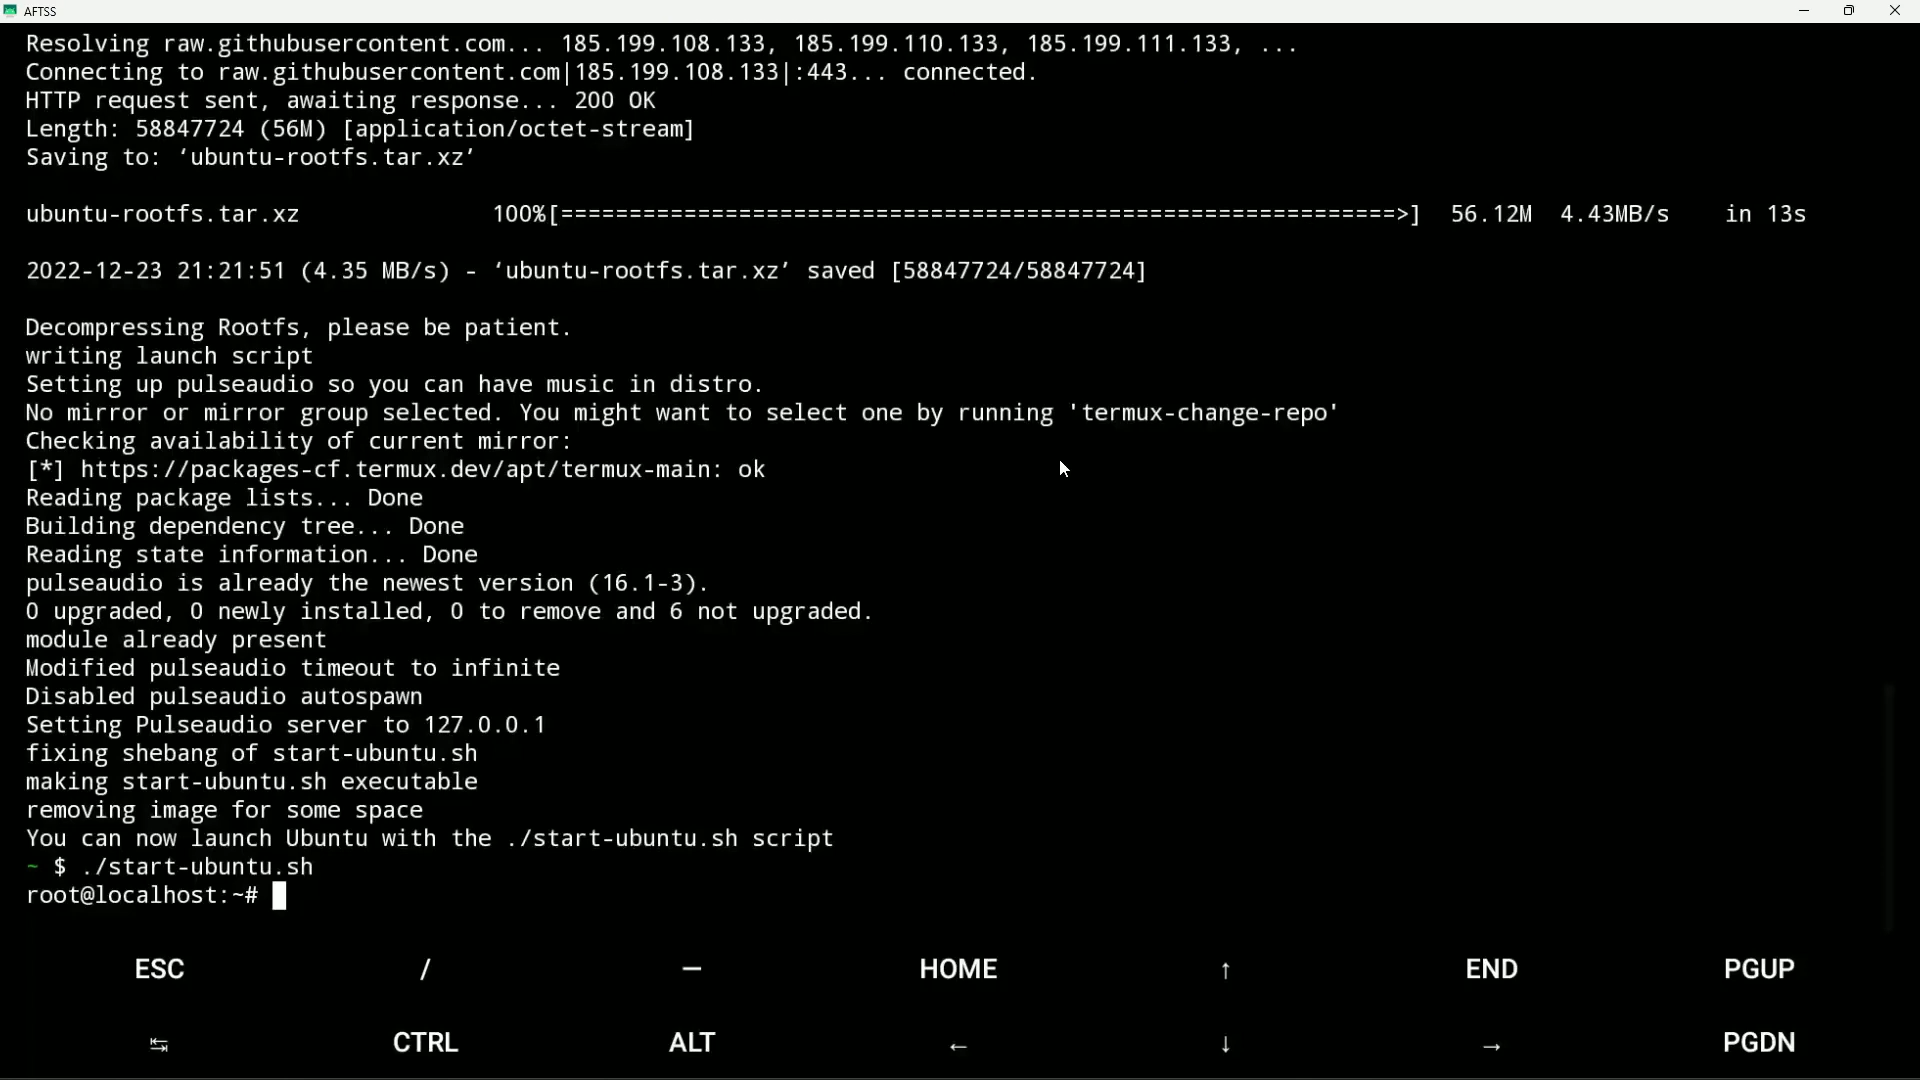 AFTSS
Resolving raw.githubusercontent.com... 185.199.108.133, 185.199.110.133, 185.199.111.133, ...
Connecting to raw.githubusercontent.com|185.199.108.133|:443... connected.
HTTP request sent, awaiting response... 200 OK
Length: 58847724 (56M) [application/octet-stream]
Saving to: ‘ubuntu-rootfs.tar.xz’
ubuntu-rootfs.tar.xz 100%[=============================================================>] 56.12M 4.43MB/s in 13s
2022-12-23 21:21:51 (4.35 MB/s) - ‘ubuntu-rootfs.tar.xz’ saved [58847724/58847724]
Decompressing Rootfs, please be patient.
writing launch script
Setting up pulseaudio so you can have music in distro.
No mirror or mirror group selected. You might want to select one by running 'termux-change-repo'
Checking availability of current mirror:
[*] https://packages-cf.termux.dev/apt/termux-main: ok
Reading package lists... Done
Building dependency tree... Done
Reading state information... Done
pulseaudio is already the newest version (16.1-3).
0 upgraded, 0 newly installed, 0 to remove and 6 not upgraded.
module already present
Modified pulseaudio timeout to infinite
Disabled pulseaudio autospawn
Setting Pulseaudio server to 127.0.0.1
fixing shebang of start-ubuntu.sh
making start-ubuntu.sh executable
removing image for some space
You can now launch Ubuntu with the ./start-ubuntu.sh script
~ $ ./start-ubuntu.sh
root@localhost:~#
ESC / — HOME ↑ END PGUP
↹ CTRL ALT ← ↓ → PGDN